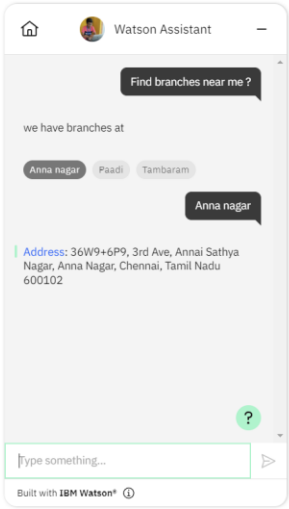 Watson Assistant
Find branches near me ?
we have branches at
Anna nagar Paadi Tambaram
Anna nagar
Address: 36W9+6P9, 3rd Ave, Annai Sathya
Nagar, Anna Nagar, Chennai, Tamil Nadu
600102
?
Type something...
Built with IBM Watson®